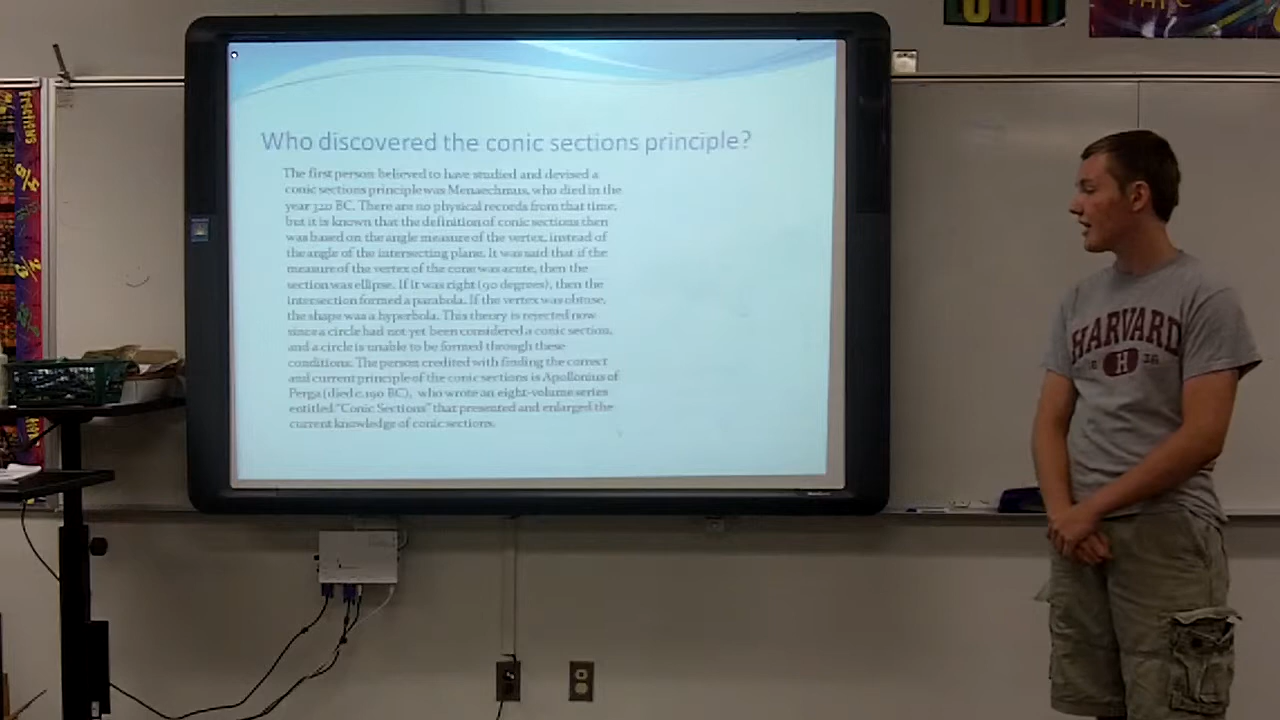 Who discovered the conic sections principle?
The first person believed to have studied and devised a
conic sections principle was Menaechmus, who died in the
year 320 BC. There are no physical records from that time,
but it is known that the definition of conic sections then
was based on the angle measure of the vertex, instead of
the angle of the intersecting plane. It was said that if the
measure of the vertex of the cone was acute, then the
section was ellipse. If it was right (90 degrees), then the
intersection formed a parabola. If the vertex was obtuse,
the shape was a hyperbola. This theory is rejected now
since a circle had not yet been considered a conic section,
and a circle is unable to be formed through these
conditions. The person credited with finding the correct
and current principle of the conic sections is Apollonius of
Perga (died c.190 BC), who wrote an eight-volume series
entitled "Conic Sections" that presented and enlarged the
current knowledge of conic sections.
HARVARD
H 36
Fractions